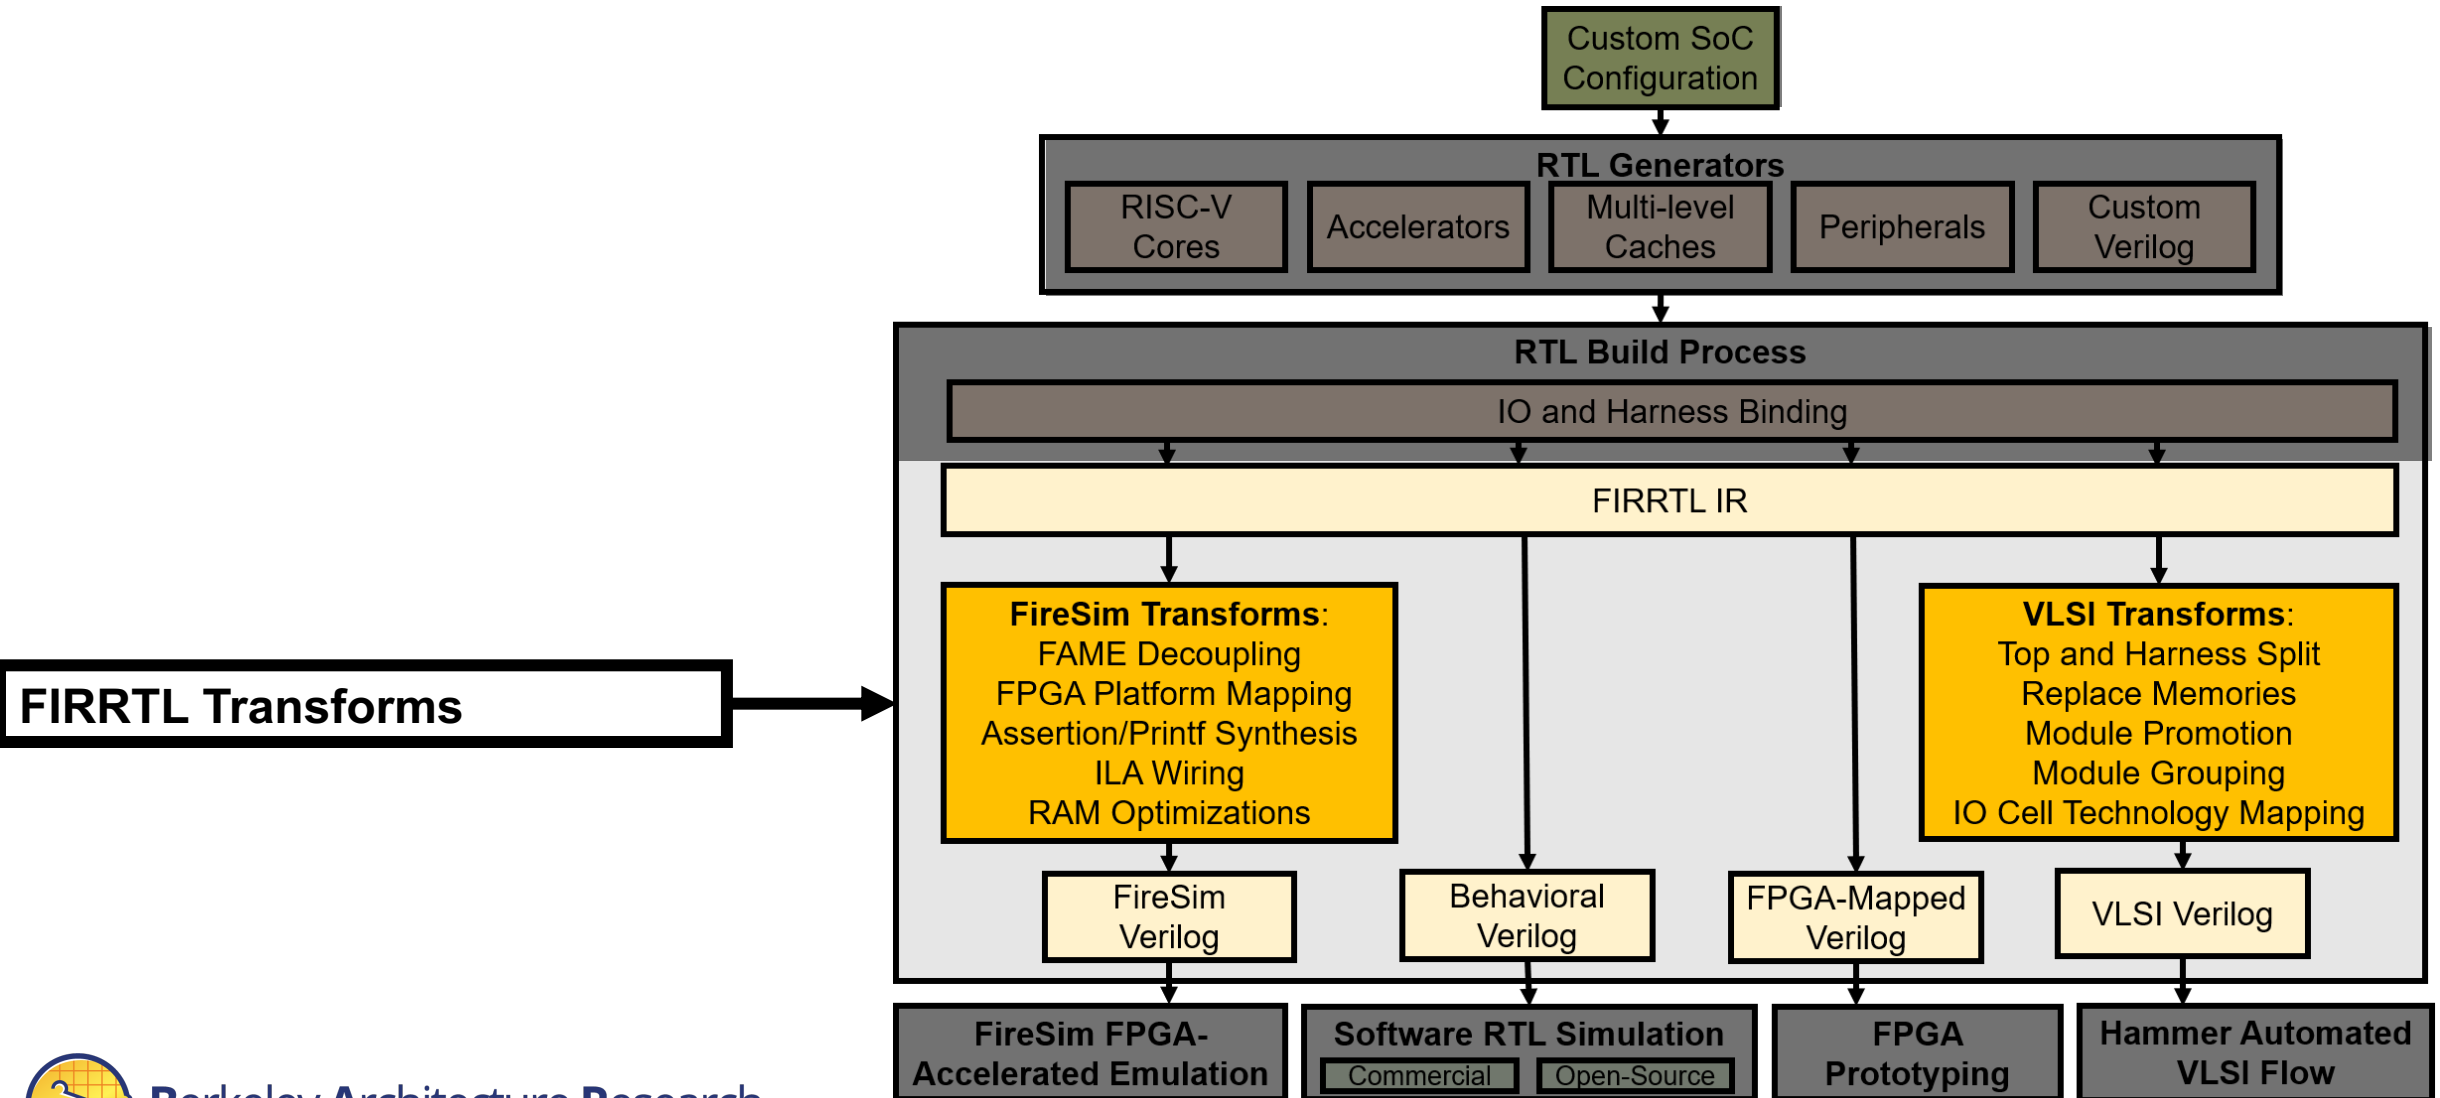 Custom SoC
Configuration
RTL Generators
RISC-V
Cores
Accelerators
Multi-level
Caches
Peripherals
Custom
Verilog
RTL Build Process
IO and Harness Binding
FIRRTL IR
FIRRTL Transforms
FireSim Transforms:
FAME Decoupling
FPGA Platform Mapping
Assertion/Printf Synthesis
ILA Wiring
RAM Optimizations
VLSI Transforms:
Top and Harness Split
Replace Memories
Module Promotion
Module Grouping
IO Cell Technology Mapping
FireSim
Verilog
Behavioral
Verilog
FPGA-Mapped
Verilog
VLSI Verilog
FireSim FPGA-
Accelerated Emulation
Software RTL Simulation
Commercial
Open-Source
FPGA
Prototyping
Hammer Automated
VLSI Flow
Berkeley Architecture Research